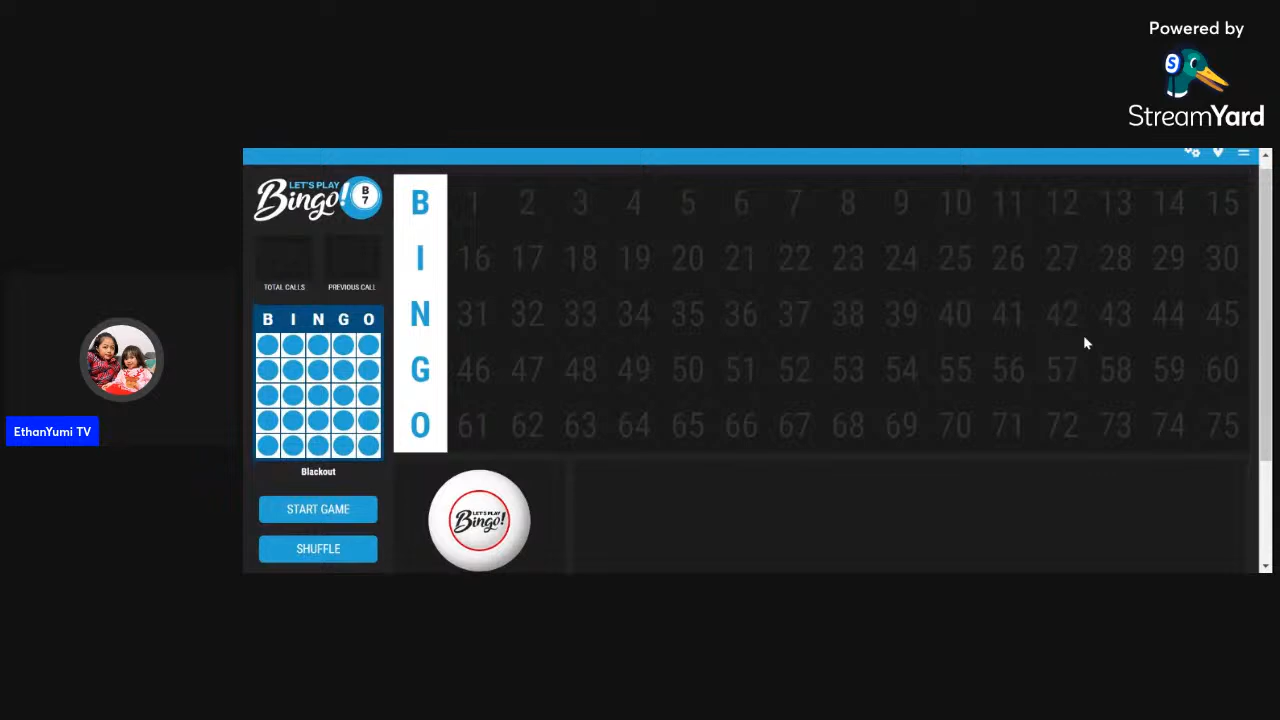 Powered by
S
StreamYard
LET'S PLAY
Bingo!
B
7
TOTAL CALLS PREVIOUS CALL
B I N G O
Blackout
START GAME
SHUFFLE
B 1 2 3 4 5 6 7 8 9 10 11 12 13 14 15
I 16 17 18 19 20 21 22 23 24 25 26 27 28 29 30
N 31 32 33 34 35 36 37 38 39 40 41 42 43 44 45
G 46 47 48 49 50 51 52 53 54 55 56 57 58 59 60
O 61 62 63 64 65 66 67 68 69 70 71 72 73 74 75
LET'S PLAY
Bingo!
EthanYumi TV